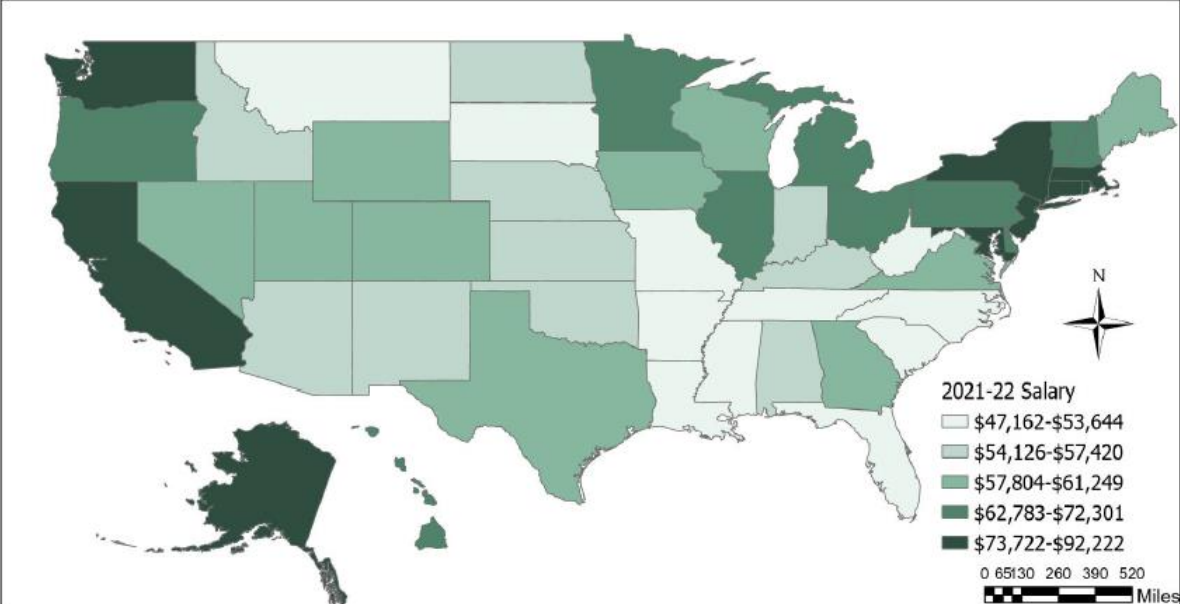 N
2021-22 Salary
$47,162-$53,644
$54,126-$57,420
$57,804-$61,249
$62,783-$72,301
$73,722-$92,222
0 65130 260 390 520
Miles